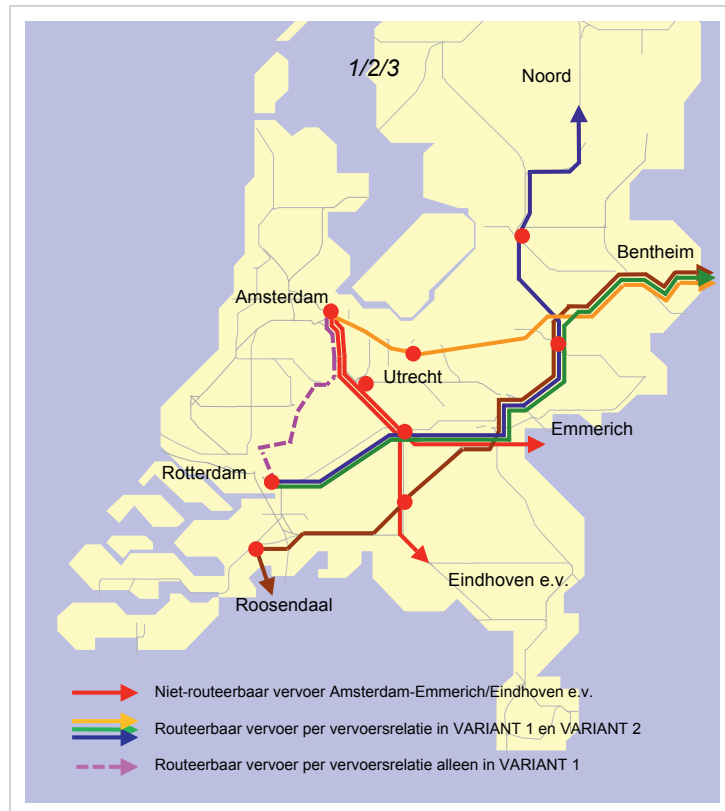 1/2/3
Noord
Bentheim
Amsterdam
Utrecht
Emmerich
Rotterdam
Eindhoven e.v.
Roosendaal
Niet-routeerbaar vervoer Amsterdam-Emmerich/Eindhoven e.v.
Routeerbaar vervoer per vervoersrelatie in VARIANT 1 en VARIANT 2
Routeerbaar vervoer per vervoersrelatie alleen in VARIANT 1